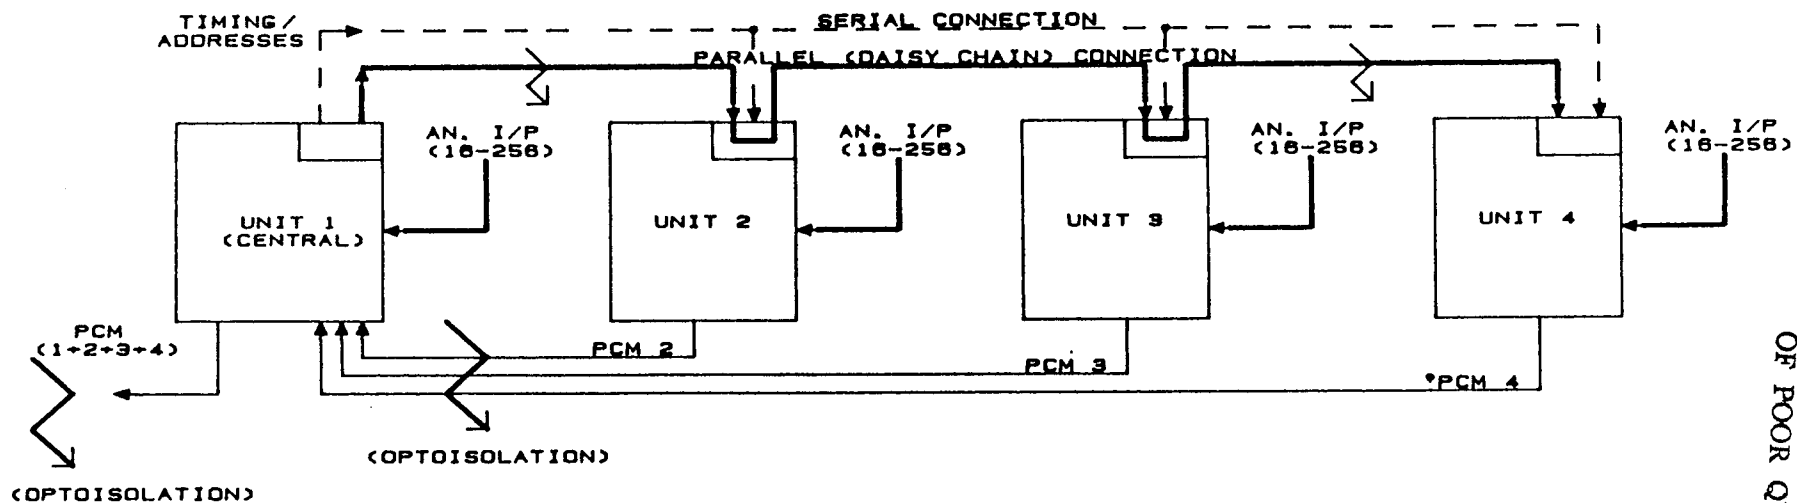 TIMING/
ADDRESSES
SERIAL CONNECTION
PARALLEL (DAISY CHAIN) CONNECTION
AN. I/P
(16-256)
AN. I/P
(16-256)
AN. I/P
(16-256)
AN. I/P
(16-256)
UNIT 1
(CENTRAL)
UNIT 2
UNIT 3
UNIT 4
PCM
(1+2+3+4)
PCM 2
PCM 3
PCM 4
(OPTOISOLATION)
(OPTOISOLATION)
OF POOR Q